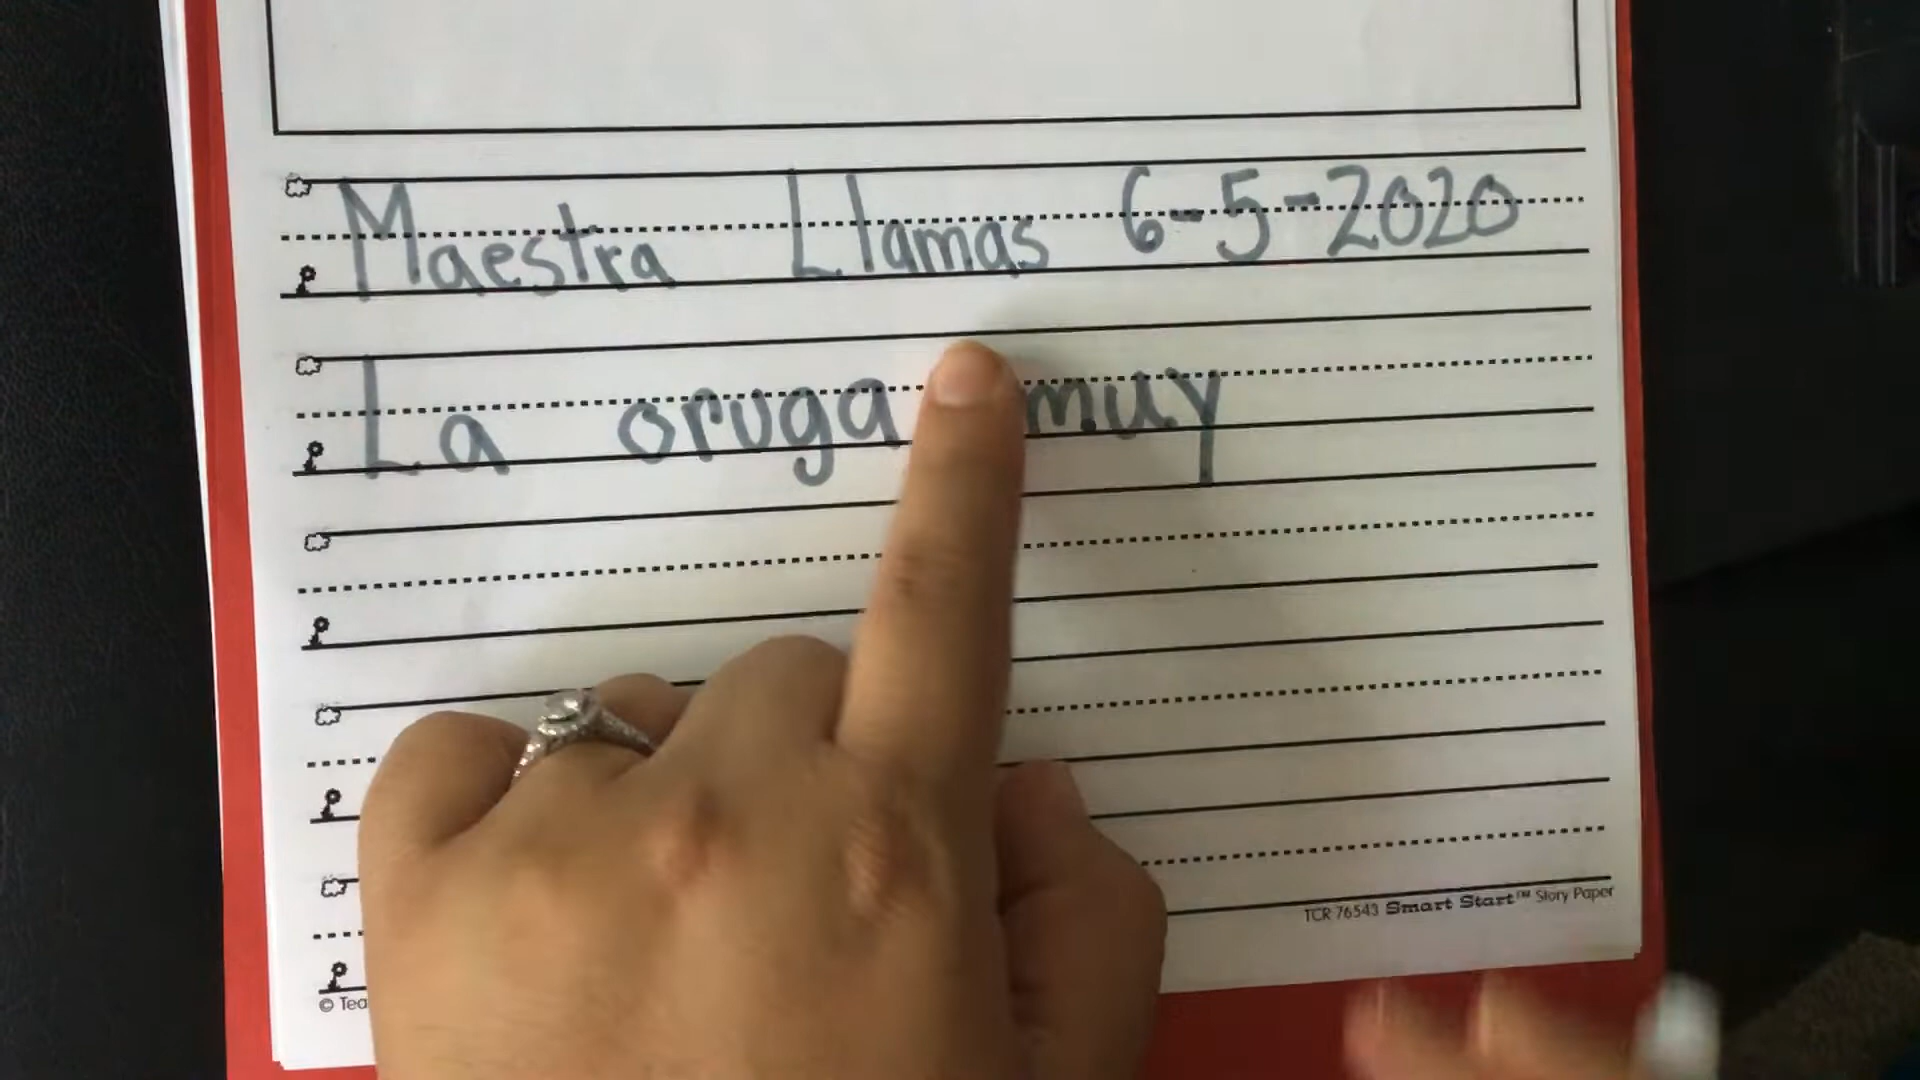 Maestra Llamas 6-5-2020
La oruga muy
TCR 76543 Smart Start™ Story Paper
©